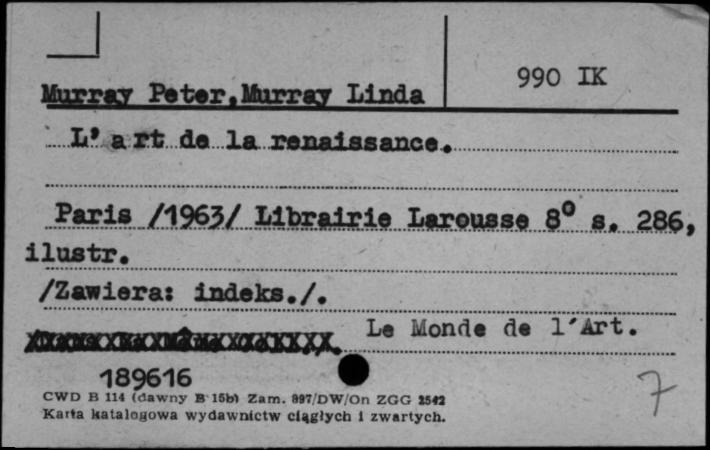 990 IK
Murray Peter,Murray Linda
L' art de la renaissance.
Paris /1963/ Librairie Larousse 8° s. 286,
ilustr.
/Zawiera: indeks./.
Le Monde de l'Art.
189616
7
CWD B 114 (dawny B 15b) Zam. 897/DW/On ZGG 2542
Karta katalogowa wydawnictw ciągłych i zwartych.